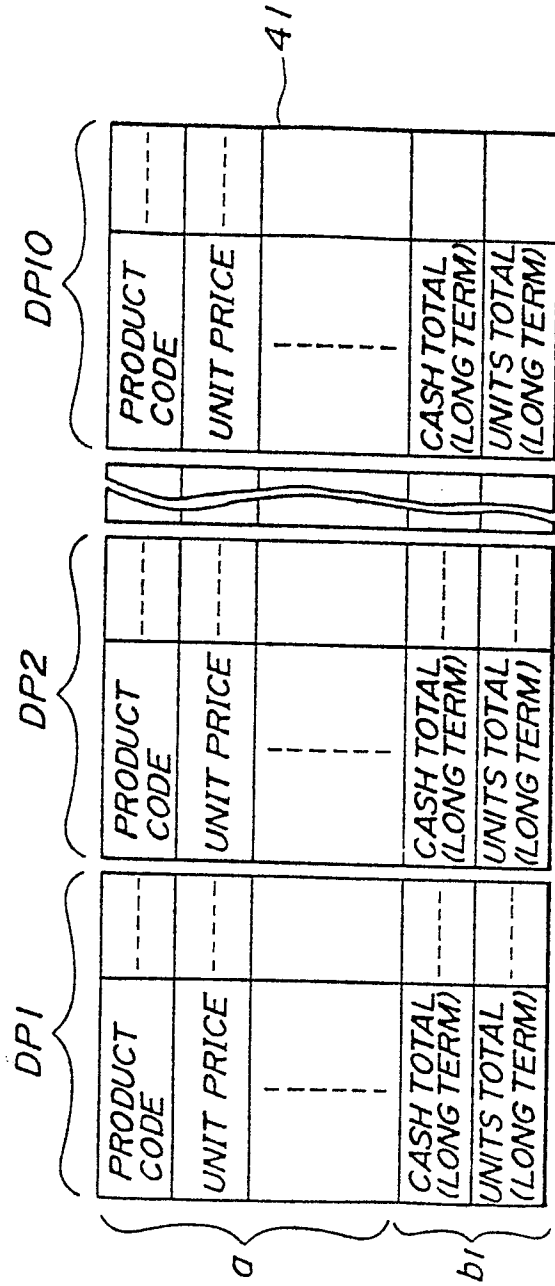 DP1
PRODUCT
CODE
UNIT PRICE
CASH TOTAL
(LONG TERM)
UNITS TOTAL
(LONG TERM)
DP2
PRODUCT
CODE
UNIT PRICE
CASH TOTAL
(LONG TERM)
UNITS TOTAL
(LONG TERM)
DP10
PRODUCT
CODE
UNIT PRICE
CASH TOTAL
(LONG TERM)
UNITS TOTAL
(LONG TERM)
41
a
b1